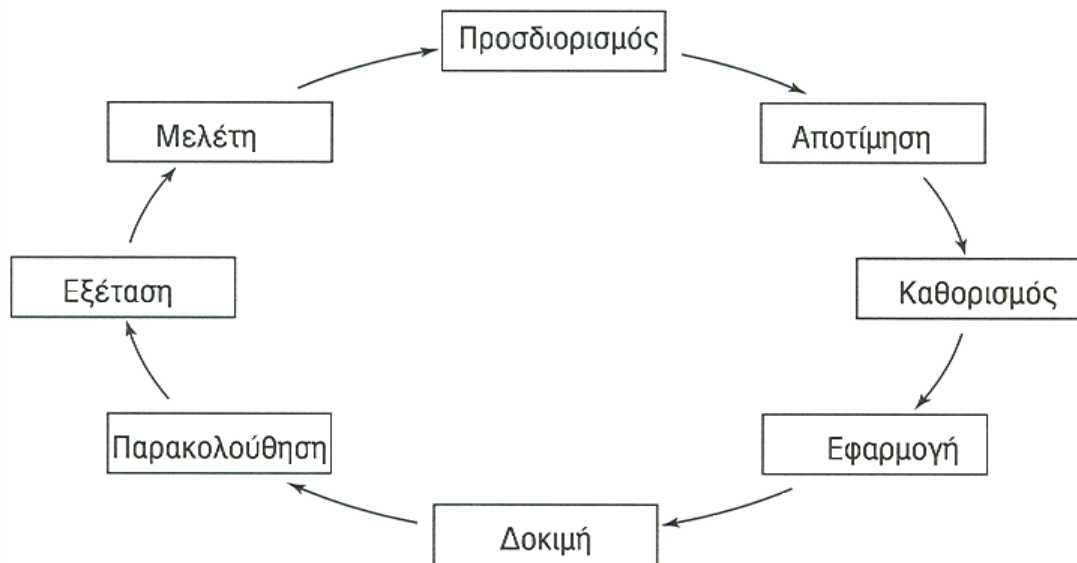 Προσδιορισμός
Αποτίμηση
Καθορισμός
Εφαρμογή
Δοκιμή
Παρακολούθηση
Εξέταση
Μελέτη